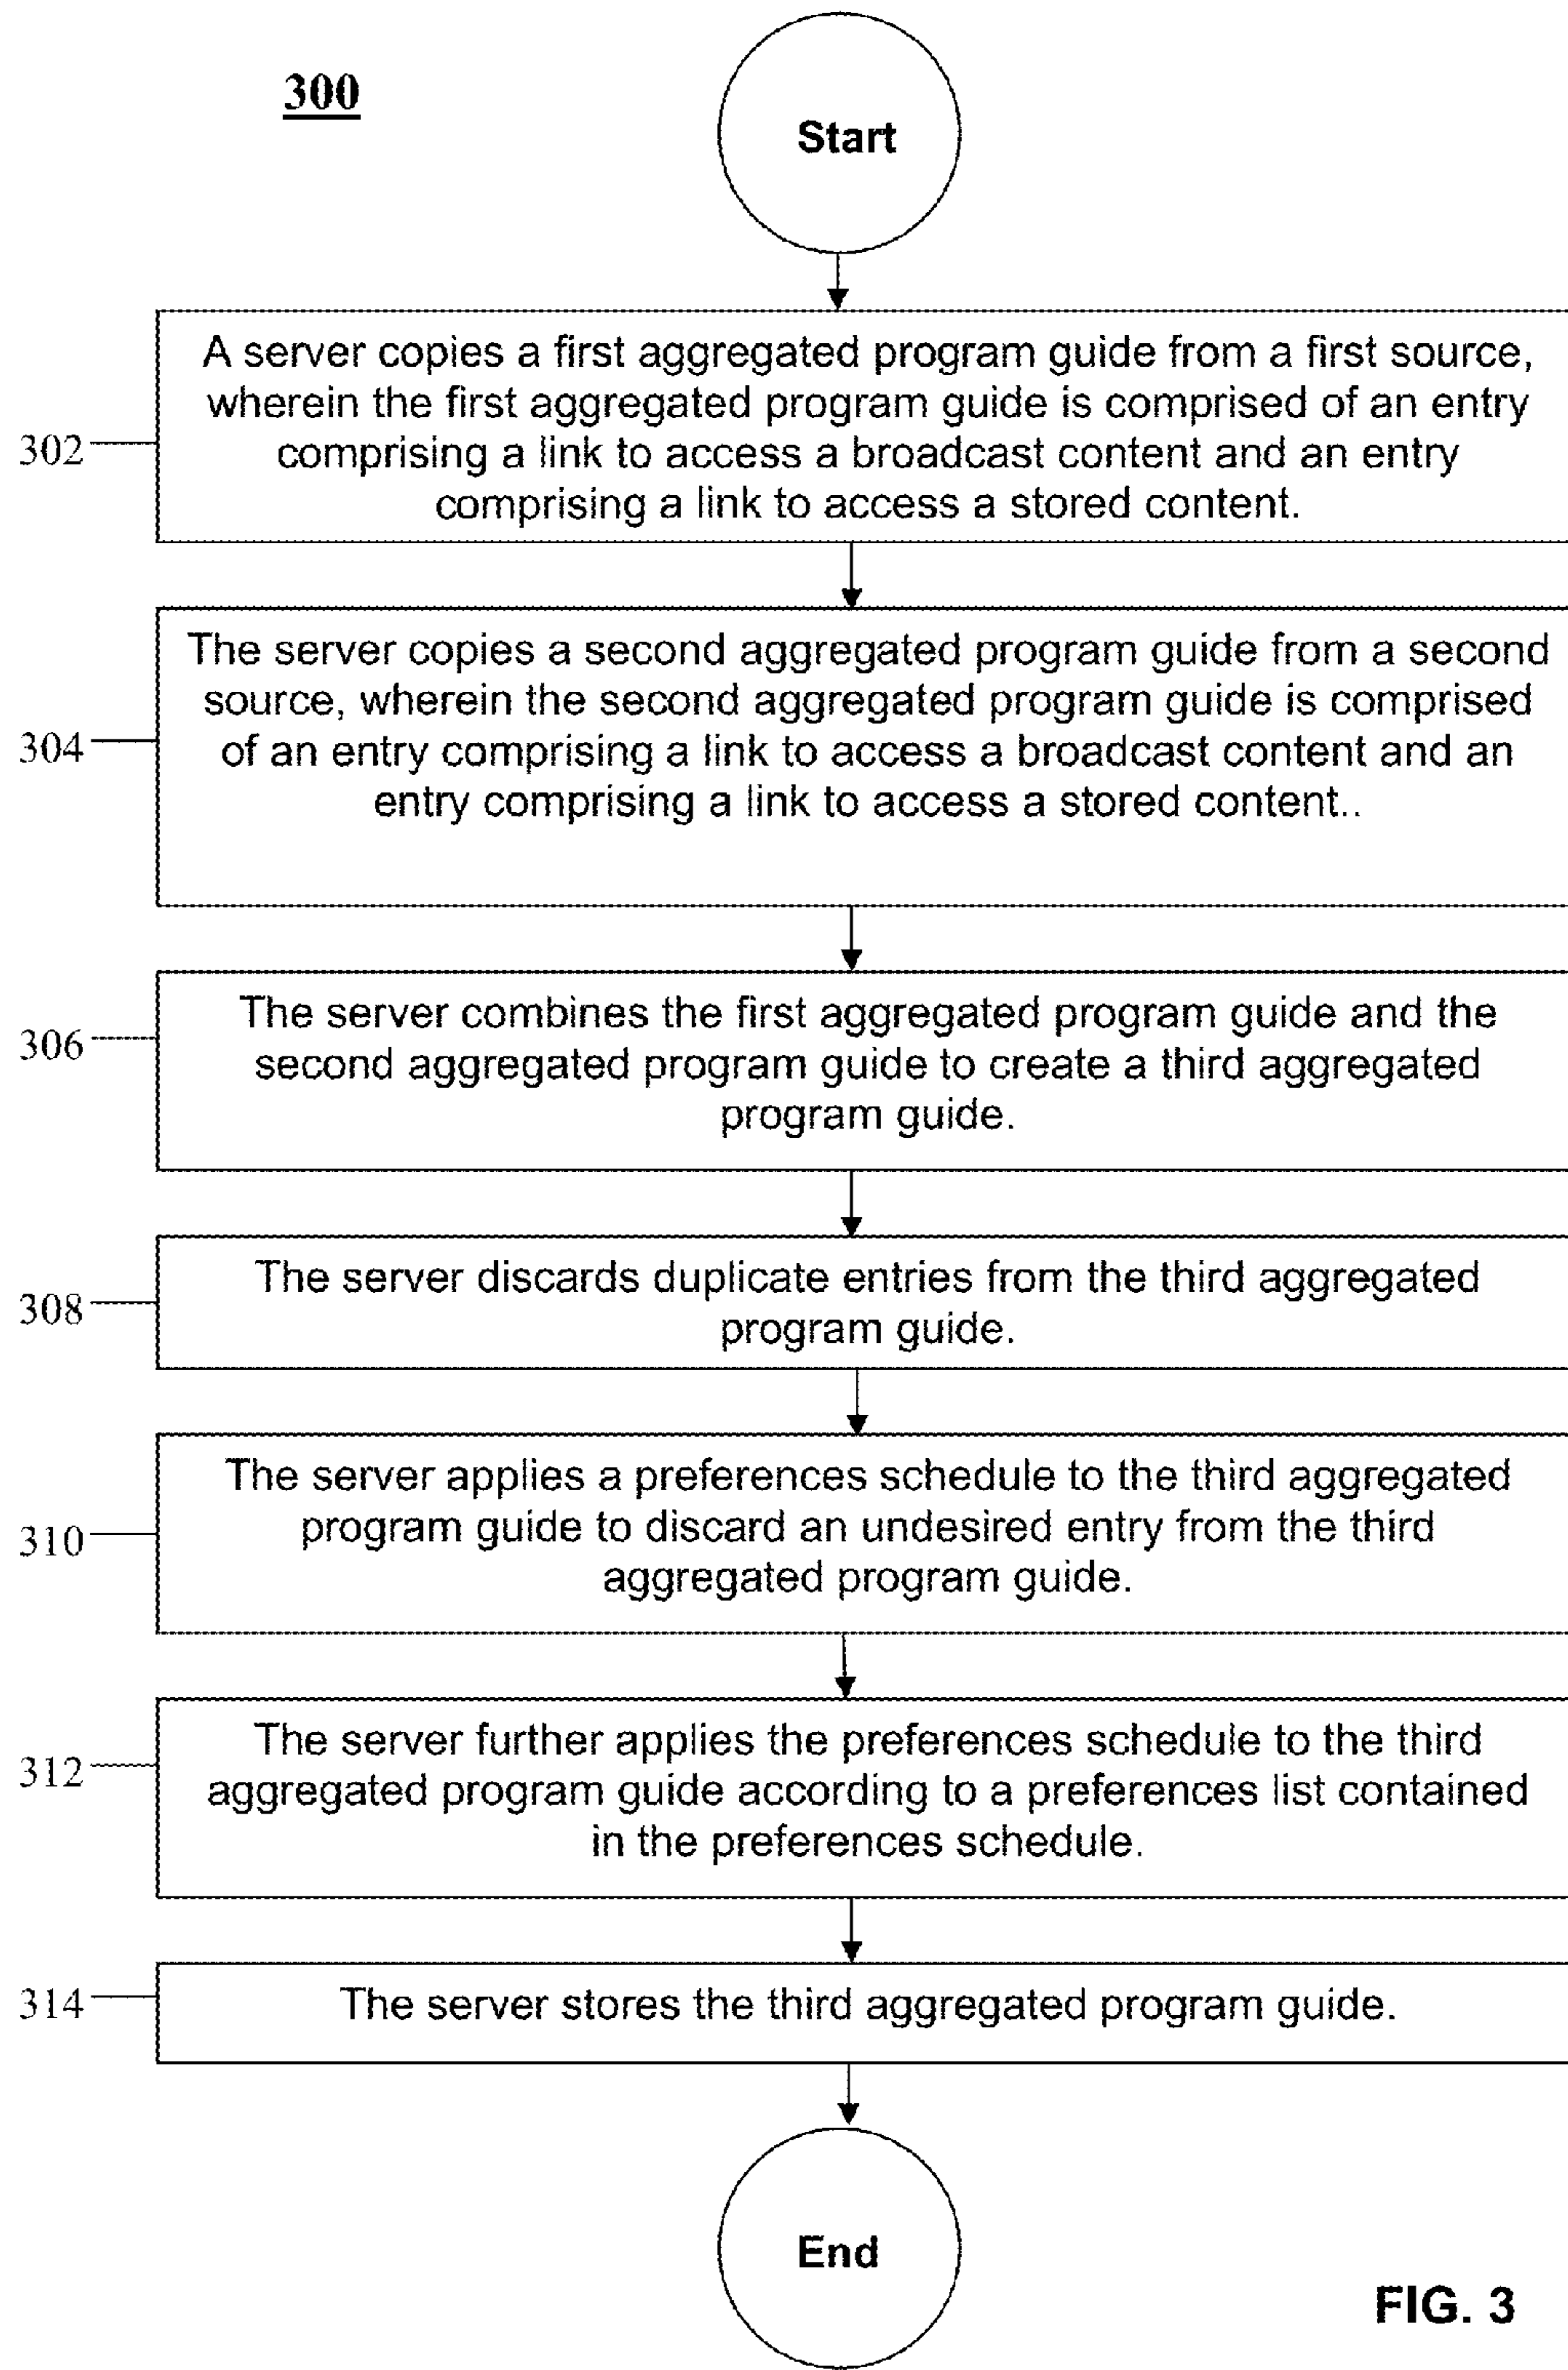 300
Start
A server copies a first aggregated program guide from a first source,
wherein the first aggregated program guide is comprised of an entry
comprising a link to access a broadcast content and an entry
comprising a link to access a stored content.
302
The server copies a second aggregated program guide from a second
source, wherein the second aggregated program guide is comprised
of an entry comprising a link to access a broadcast content and an
entry comprising a link to access a stored content..
304
The server combines the first aggregated program guide and the
second aggregated program guide to create a third aggregated
program guide.
306
The server discards duplicate entries from the third aggregated
program guide.
308
The server applies a preferences schedule to the third aggregated
program guide to discard an undesired entry from the third
aggregated program guide.
310
The server further applies the preferences schedule to the third
aggregated program guide according to a preferences list contained
in the preferences schedule.
312
The server stores the third aggregated program guide.
314
End
FIG. 3